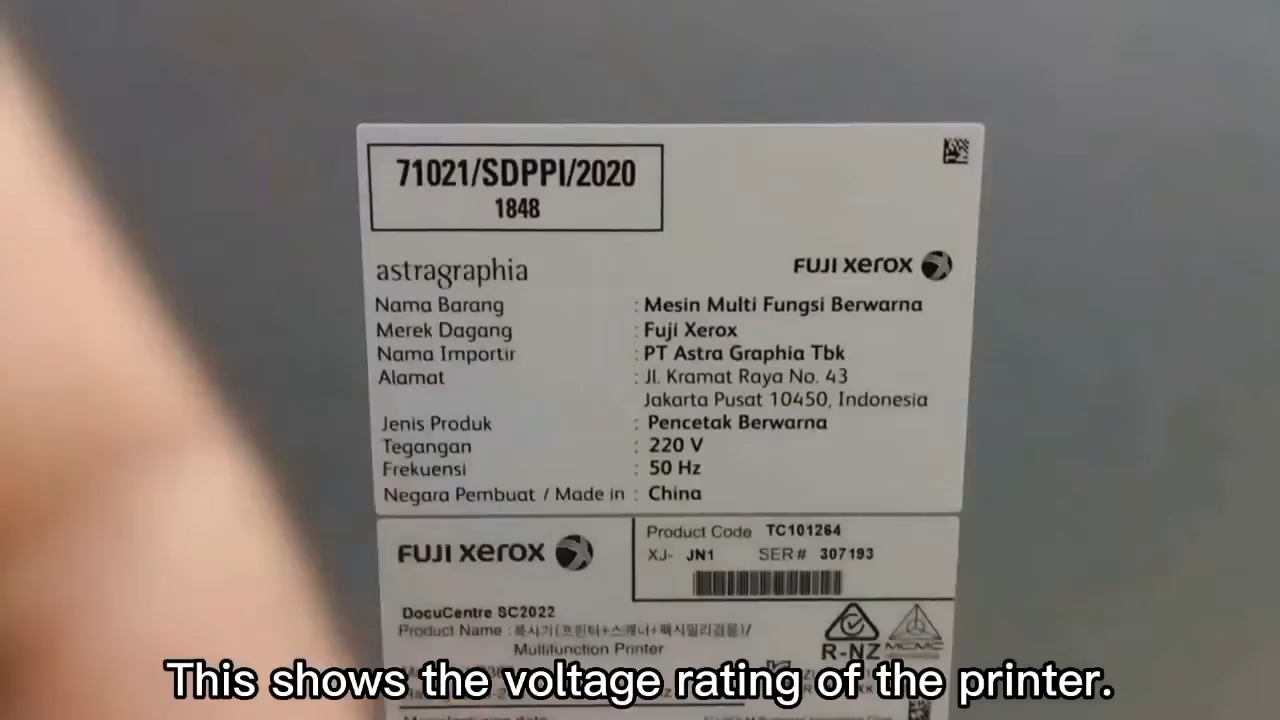 71021/SDPPI/2020
1848
astragraphia
FUJI XEROX
Nama Barang : Mesin Multi Fungsi Berwarna
Merek Dagang : Fuji Xerox
Nama Importir : PT Astra Graphia Tbk
Alamat : Jl. Kramat Raya No. 43
Jakarta Pusat 10450, Indonesia
Jenis Produk : Pencetak Berwarna
Tegangan : 220 V
Frekuensi : 50 Hz
Negara Pembuat / Made in : China
FUJI XEROX
Product Code TC101264
XJ- JN1 SER# 307193
DocuCentre SC2022
Product Name : 복사기(프린터+스캐너+팩시밀리겸용)/
Multifunction Printer
R-NZ
MCMC
This shows the voltage rating of the printer.